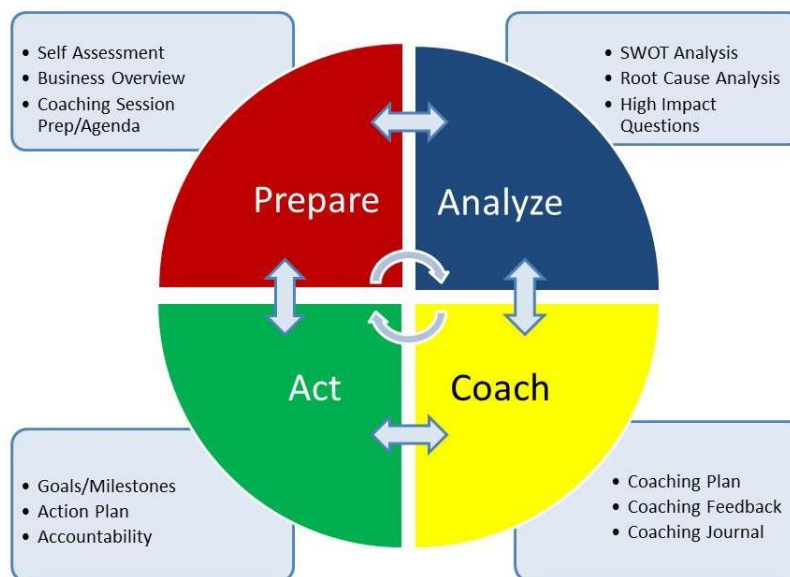 • Self Assessment
• Business Overview
• Coaching Session
Prep/Agenda
• SWOT Analysis
• Root Cause Analysis
• High Impact
Questions
Prepare
Analyze
Act
Coach
• Goals/Milestones
• Action Plan
• Accountability
• Coaching Plan
• Coaching Feedback
• Coaching Journal